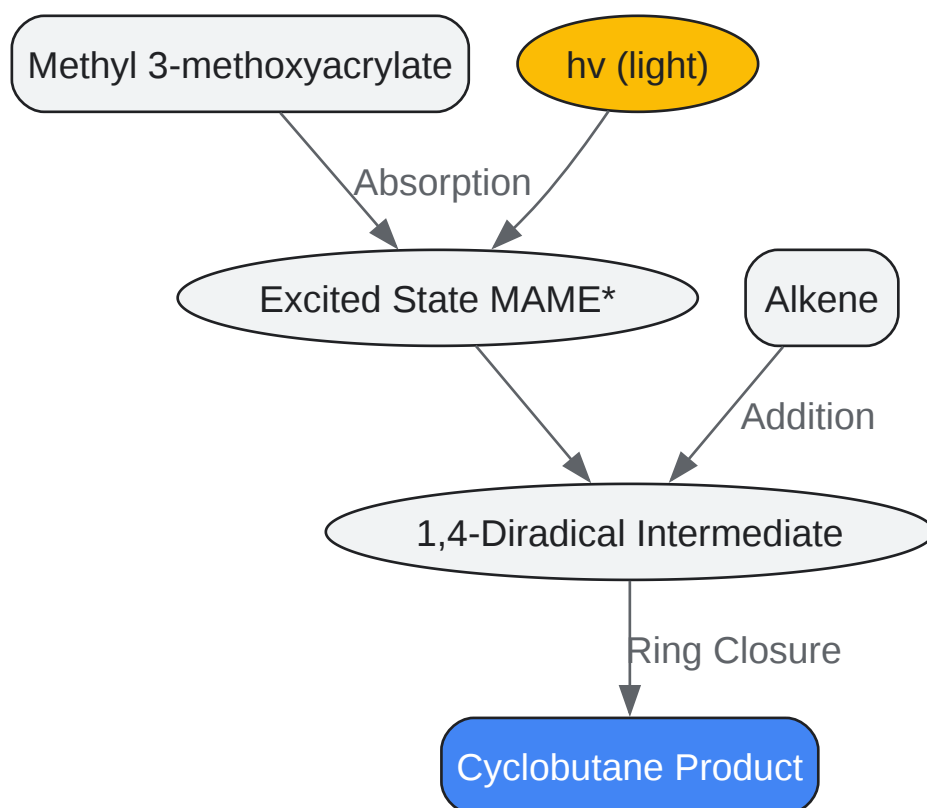 Methyl 3-methoxyacrylate
hv (light)
Absorption
Excited State MAME*
Alkene
Addition
1,4-Diradical Intermediate
Ring Closure
Cyclobutane Product